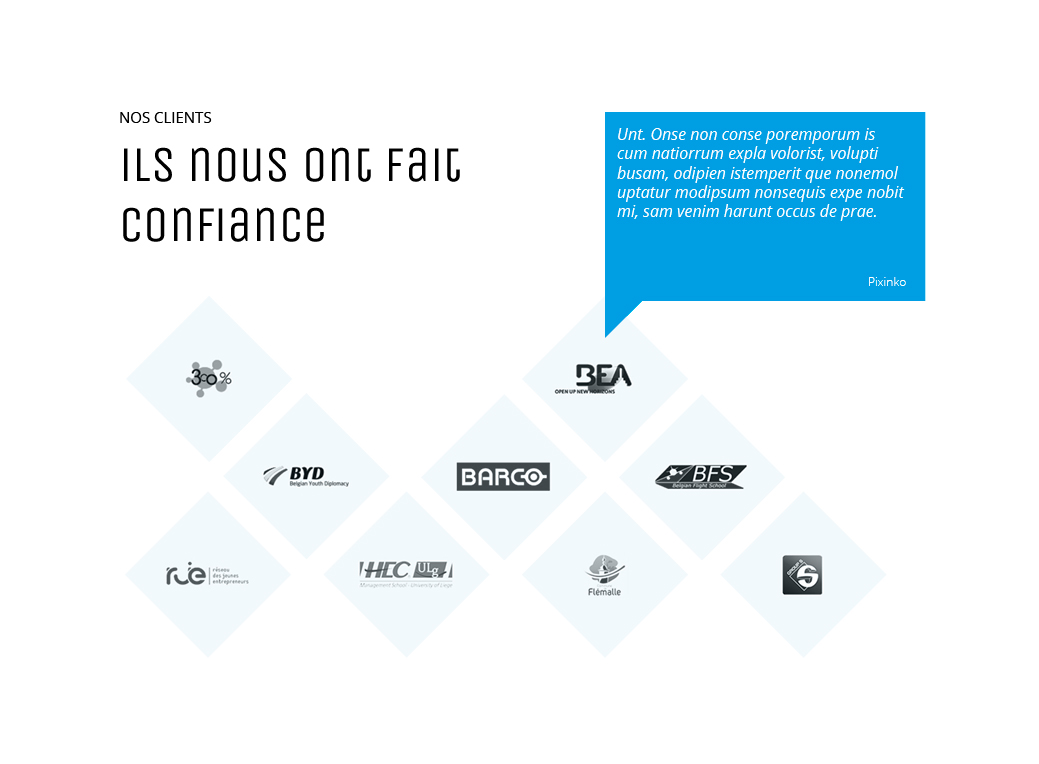 NOS CLIENTS
Ils nous ont fait
confiance
Unt. Onse non conse poremporum is
cum natiorrum expla volorist, volupti
busam, odipien istemperit que nonemol
uptatur modipsum nonsequis expe nobit
mi, sam venim harunt occus de prae.
Pixinko
300%
BEA
OPEN UP NEW HORIZONS
BYD
Belgian Youth Diplomacy
BARCO
BFS
Belgian Flight School
rVje
réseau
des jeunes
entrepreneurs
HEC ULg
Management School - University of Liège
Flémalle
GROUP S
S